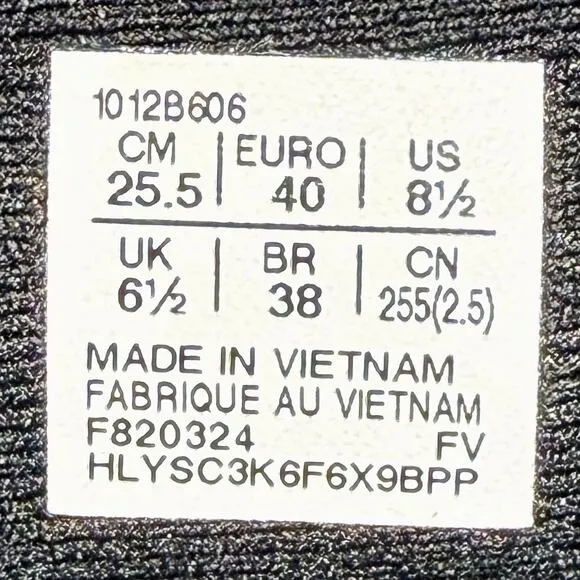 1012B606
CM | EURO | US
25.5 | 40 | 8½
UK | BR | CN
6½ | 38 | 255(2.5)
MADE IN VIETNAM
FABRIQUE AU VIETNAM
F820324 FV
HLYSC3K6F6X9BPP